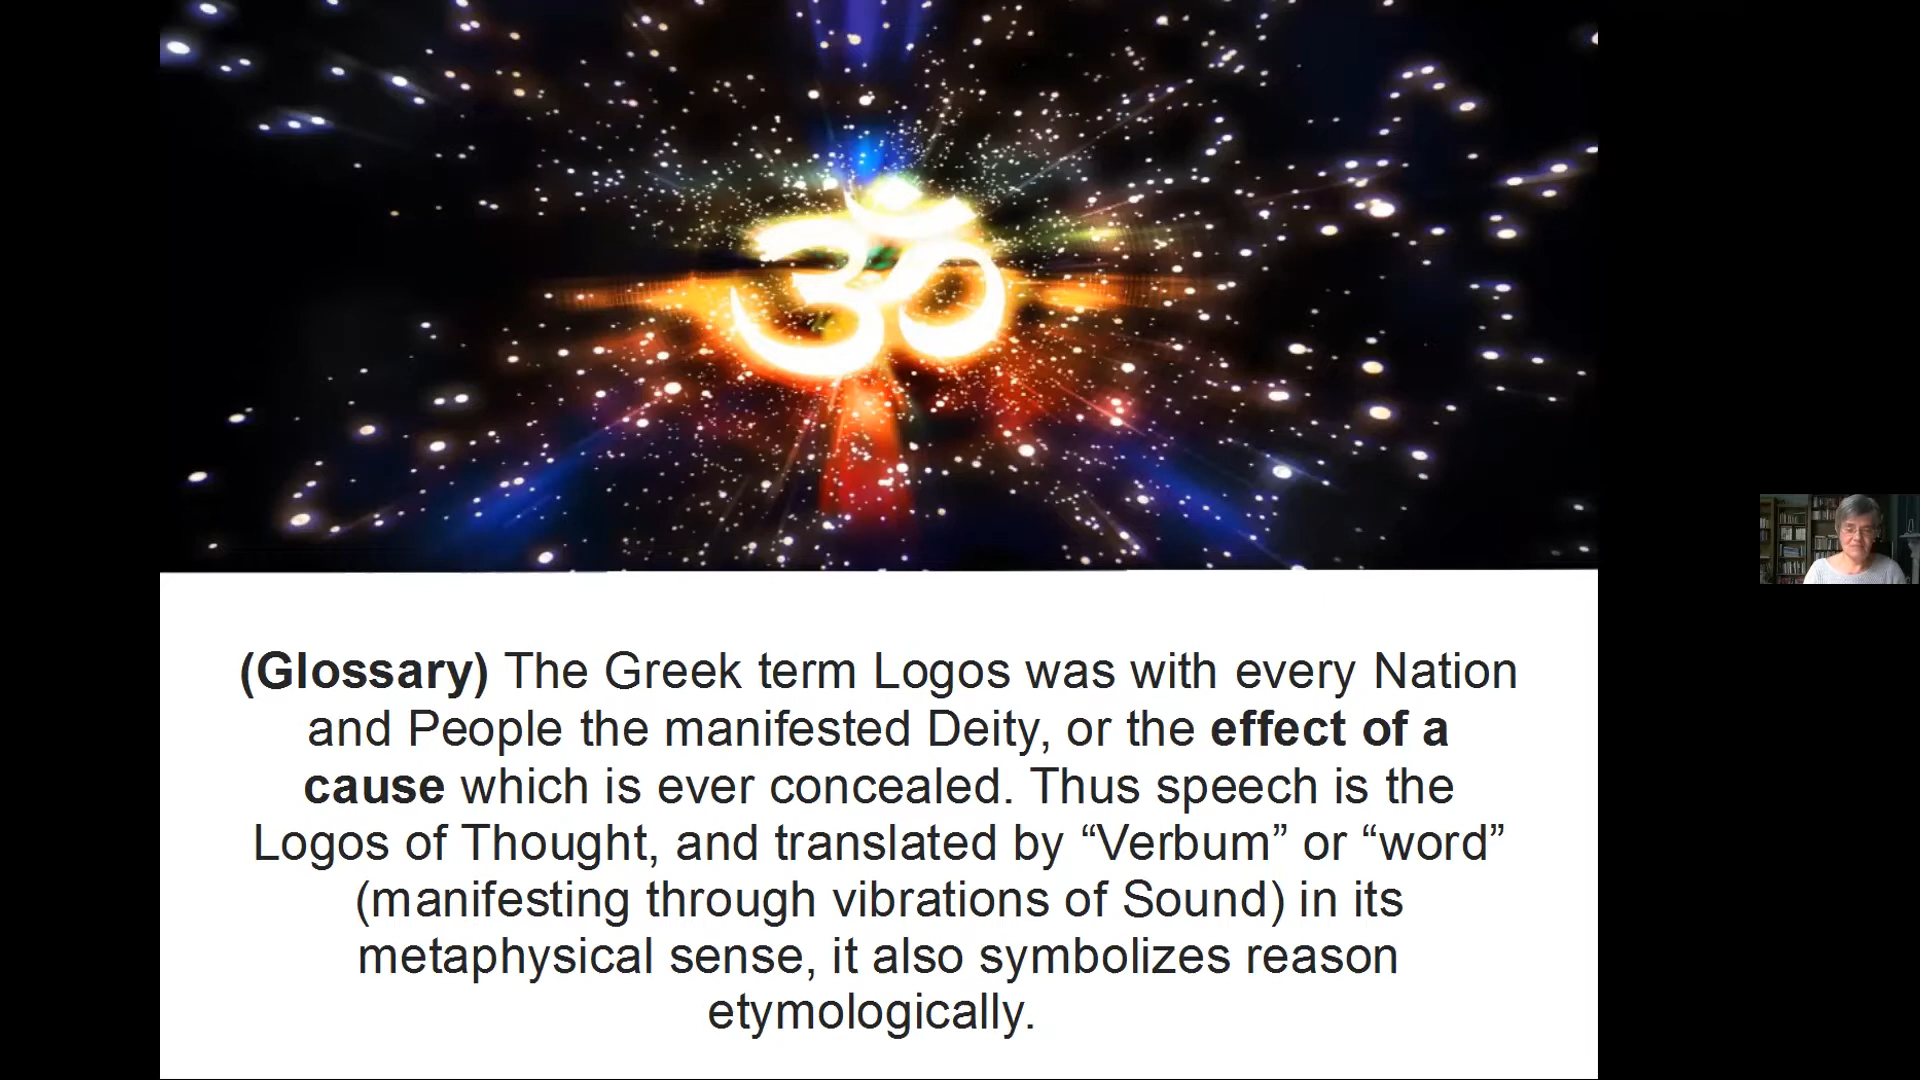 ॐ
(Glossary) The Greek term Logos was with every Nation
and People the manifested Deity, or the effect of a
cause which is ever concealed. Thus speech is the
Logos of Thought, and translated by “Verbum” or “word”
(manifesting through vibrations of Sound) in its
metaphysical sense, it also symbolizes reason
etymologically.